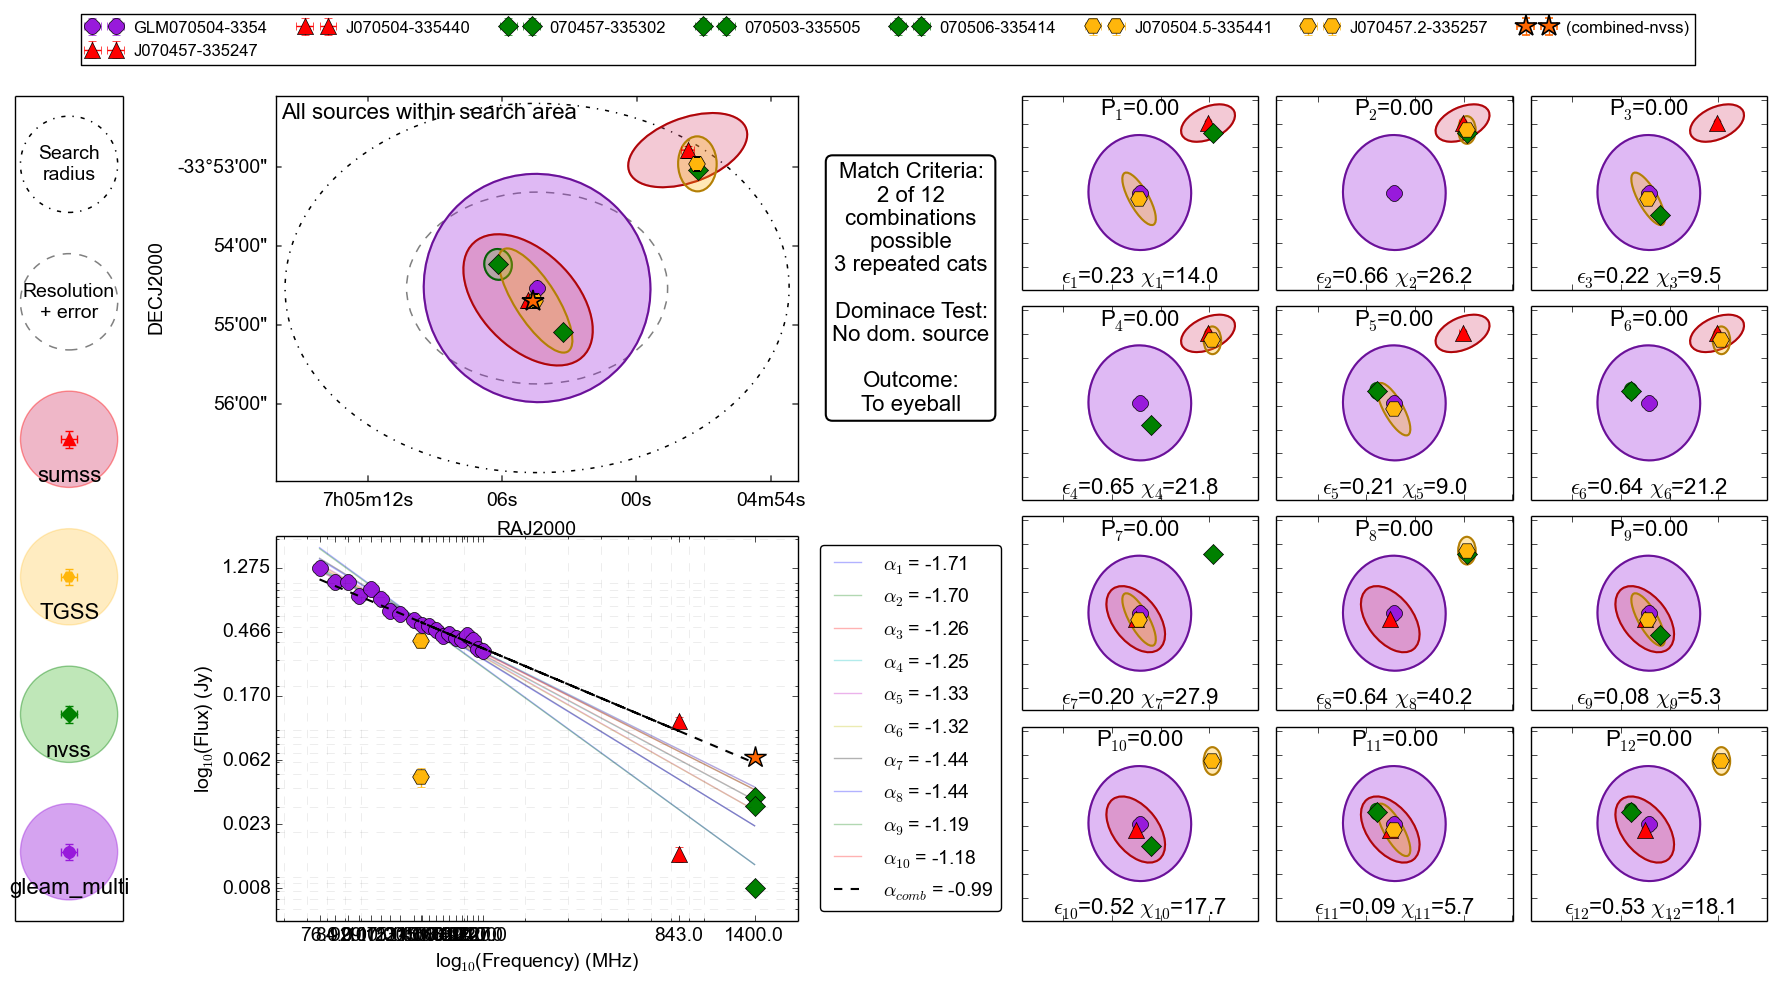 GLM070504-3354 J070504-335440 070457-335302 070503-335505 070506-335414 J070504.5-335441 J070457.2-335257 (combined-nvss)
J070457-335247
Search
radius
Resolution
+ error
sumss
TGSS
nvss
gleam_multi
All sources within search area
DECJ2000
-33°53'00"
54'00"
55'00"
56'00"
7h05m12s 06s 00s 04m54s
RAJ2000
Match Criteria:
2 of 12
combinations
possible
3 repeated cats
Dominace Test:
No dom. source
Outcome:
To eyeball
log10(Flux) (Jy)
1.275
0.466
0.170
0.062
0.023
0.008
843.0 1400.0
log10(Frequency) (MHz)
α1 = -1.71
α2 = -1.70
α3 = -1.26
α4 = -1.25
α5 = -1.33
α6 = -1.32
α7 = -1.44
α8 = -1.44
α9 = -1.19
α10 = -1.18
αcomb = -0.99
P1=0.00
ϵ1=0.23 χ1=14.0
P2=0.00
ϵ2=0.66 χ2=26.2
P3=0.00
ϵ3=0.22 χ3=9.5
P4=0.00
ϵ4=0.65 χ4=21.8
P5=0.00
ϵ5=0.21 χ5=9.0
P6=0.00
ϵ6=0.64 χ6=21.2
P7=0.00
ϵ7=0.20 χ7=27.9
P8=0.00
ϵ8=0.64 χ8=40.2
P9=0.00
ϵ9=0.08 χ9=5.3
P10=0.00
ϵ10=0.52 χ10=17.7
P11=0.00
ϵ11=0.09 χ11=5.7
P12=0.00
ϵ12=0.53 χ12=18.1